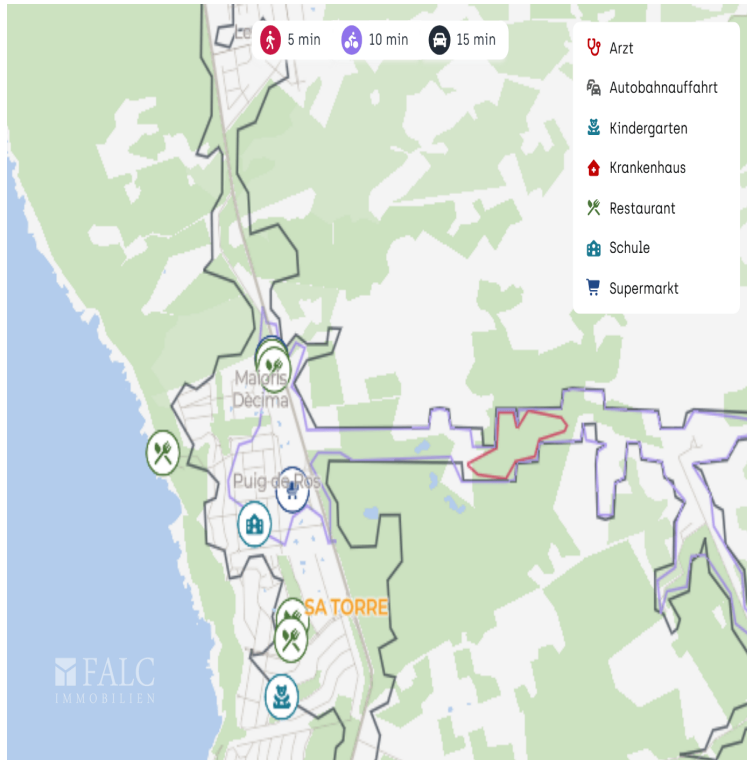 5 min
10 min
15 min
Arzt
Autobahnauffahrt
Kindergarten
Krankenhaus
Restaurant
Schule
Supermarkt
Maioris
Dècima
Puig de Ros
SA TORRE
FALC
IMMOBILIEN